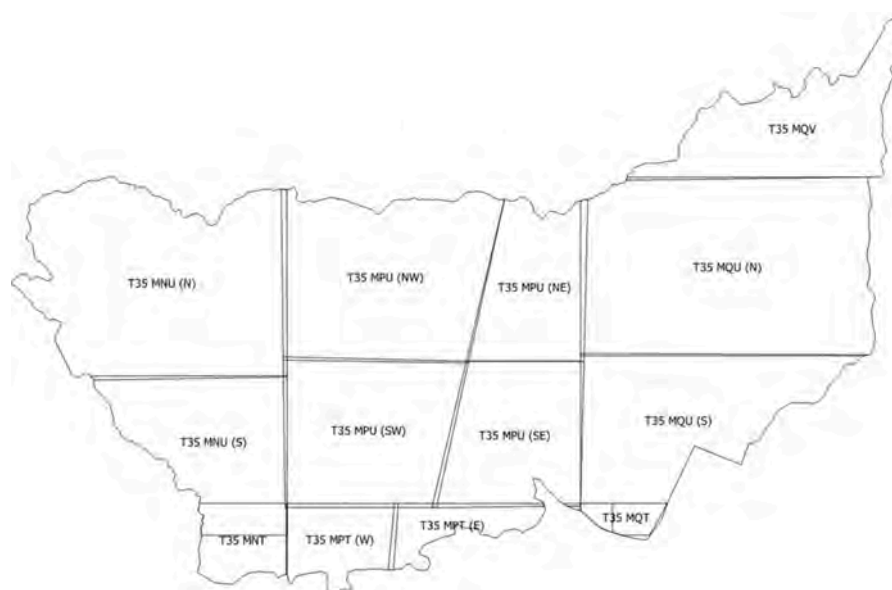 T35 MQV
T35 MNU (N)
T35 MPU (NW)
T35 MPU (NE)
T35 MQU (N)
T35 MNU (S)
T35 MPU (SW)
T35 MPU (SE)
T35 MQU (S)
T35 MNT
T35 MPT (W)
T35 MPT (E)
T35 MQT